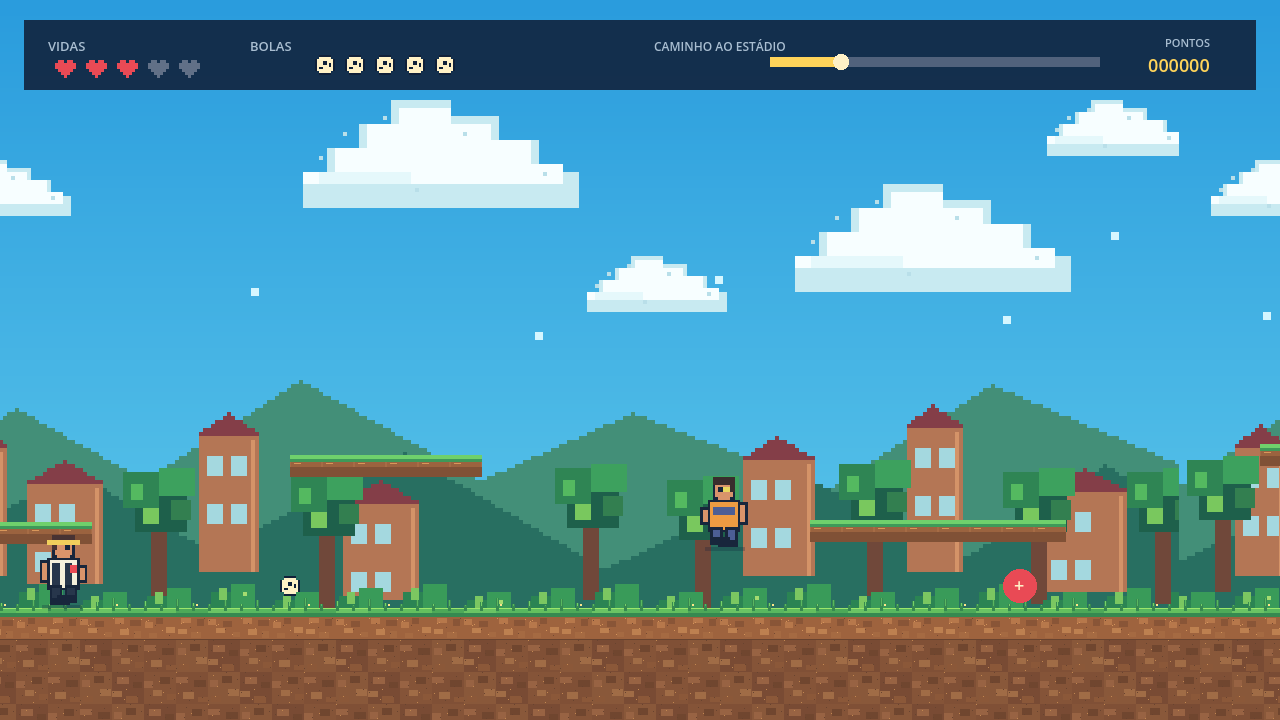 VIDAS
BOLAS
CAMINHO AO ESTÁDIO
PONTOS
000000
+